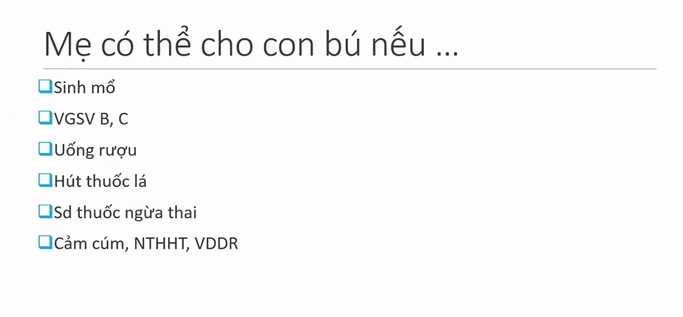 Mẹ có thể cho con bú nếu ...
❑Sinh mổ
❑VGSV B, C
❑Uống rượu
❑Hút thuốc lá
❑Sd thuốc ngừa thai
❑Cảm cúm, NTHHT, VDDR